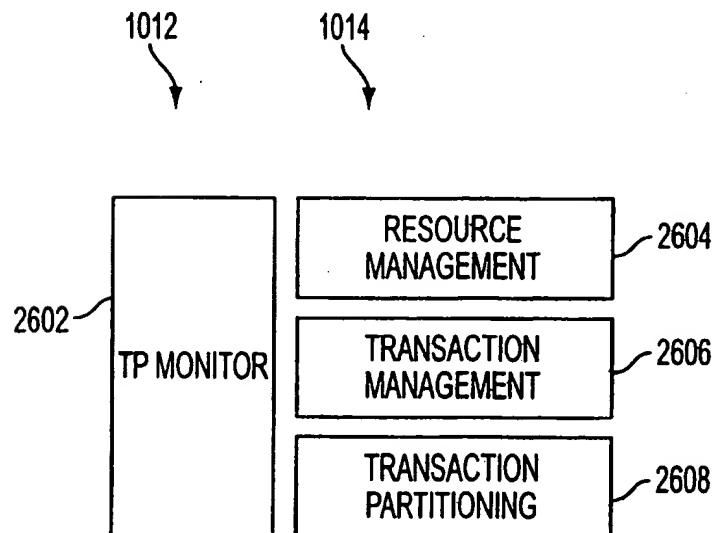 1012
1014
RESOURCE
MANAGEMENT
2604
2602
TP MONITOR
TRANSACTION
MANAGEMENT
2606
TRANSACTION
PARTITIONING
2608